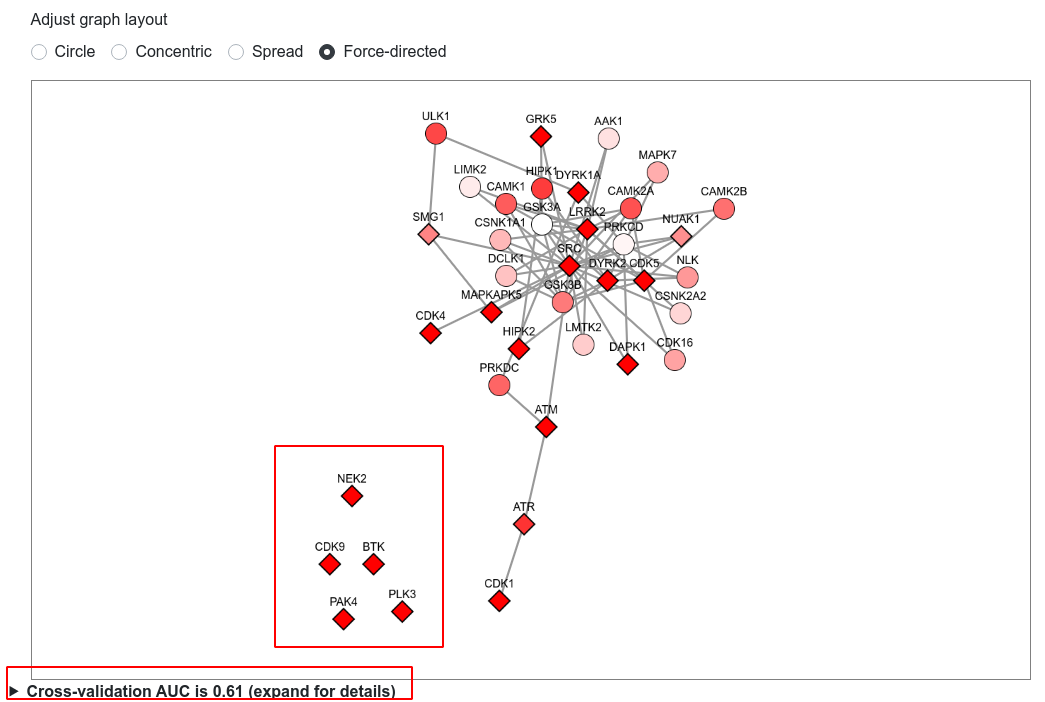 Adjust graph layout
Circle Concentric Spread Force-directed
ULK1
GRK5
AAK1
MAPK7
LIMK2
HIPK1
DYRK1A
CAMK1
CAMK2A
CAMK2B
GSK3A
LRRK2
SMG1
CSNK1A1
PRKCD
NUAK1
SRC
DCLK1
DYRK2
CDK5
NLK
GSK3B
MAPKAPK5
CSNK2A2
CDK4
HIPK2
LMTK2
DAPK1
CDK16
PRKDC
ATM
NEK2
ATR
CDK9
BTK
CDK1
PAK4
PLK3
Cross-validation AUC is 0.61 (expand for details)